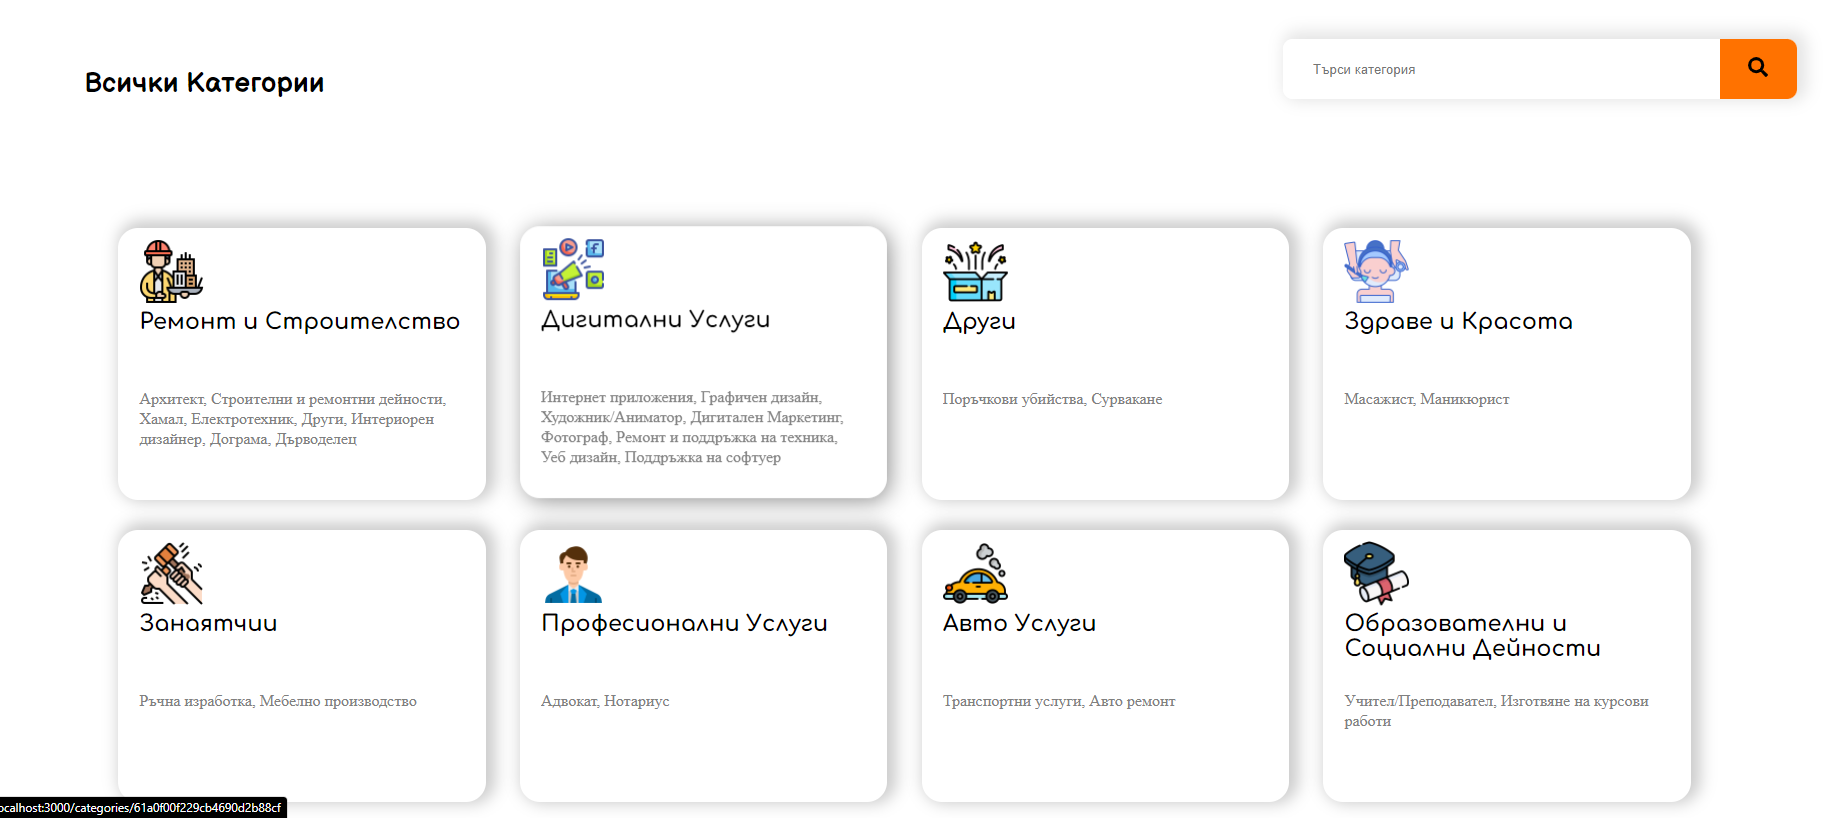 Всички Категории
Търси категория
Ремонт и Строителство
Архитект, Строителни и ремонтни дейности,
Хамал, Електротехник, Други, Интериорен
дизайнер, Дограма, Дърводелец
Дигитални Услуги
Интернет приложения, Графичен дизайн,
Художник/Аниматор, Дигитален Маркетинг,
Фотограф, Ремонт и поддръжка на техника,
Уеб дизайн, Поддръжка на софтуер
Други
Поръчкови убийства, Сурвакане
Здраве и Красота
Масажист, Маникюрист
Занаятчии
Ръчна изработка, Мебелно производство
Професионални Услуги
Адвокат, Нотариус
Авто Услуги
Транспортни услуги, Авто ремонт
Образователни и
Социални Дейности
Учител/Преподавател, Изготвяне на курсови
работи
ocalhost:3000/categories/61a0f00f229cb4690d2b88cf